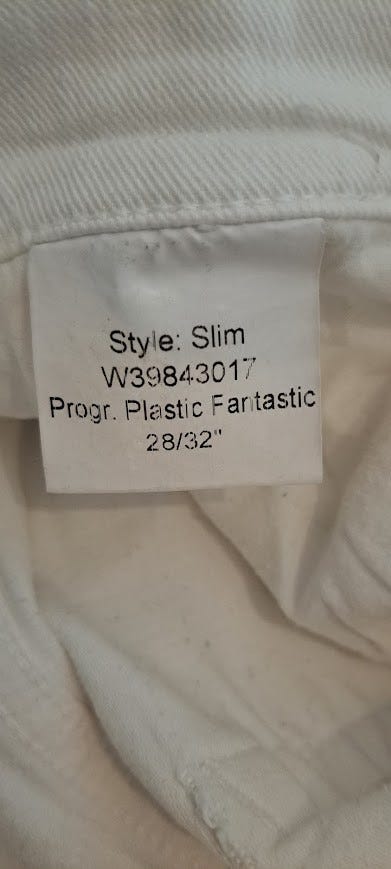 Style: Slim
W39843017
Progr. Plastic Fantastic
28/32"